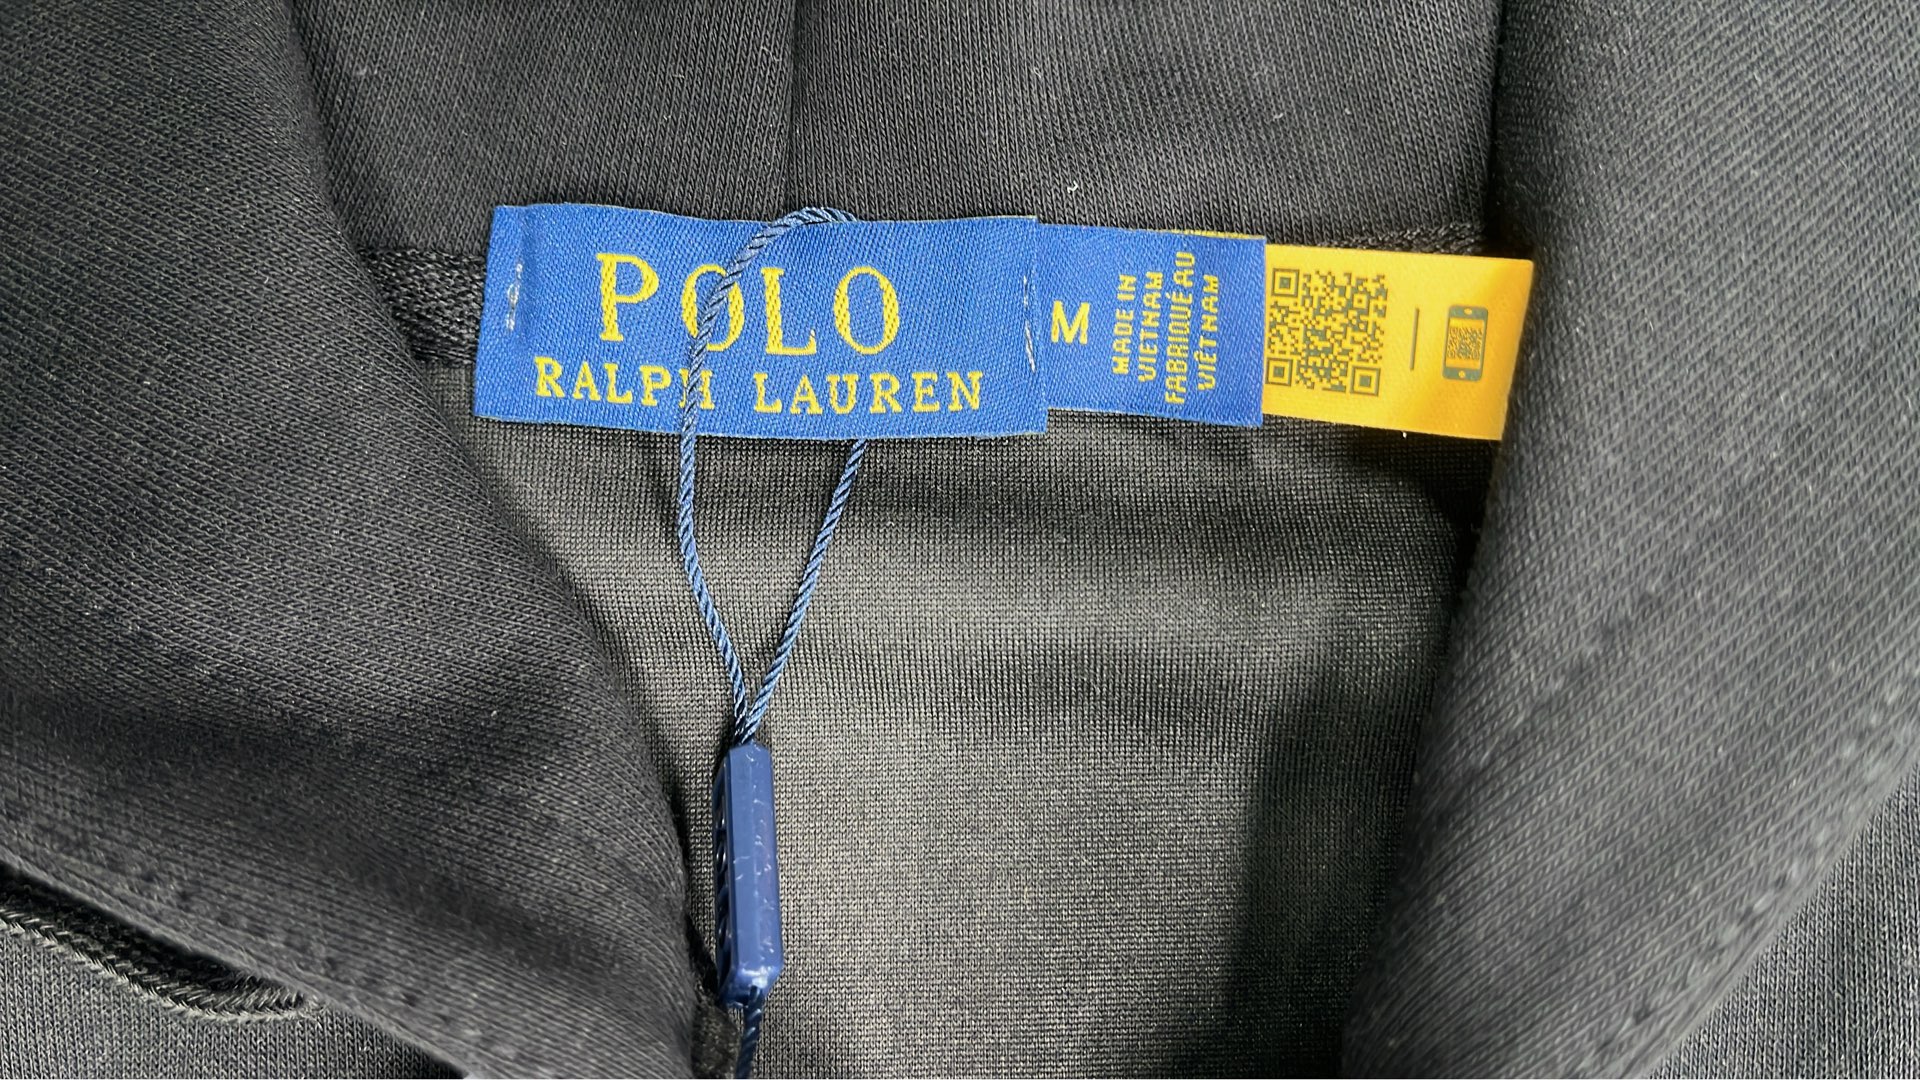 POLO
RALPH LAUREN
M
MADE IN
VIETNAM
FABRIQUÉ AU
VIÊTNAM